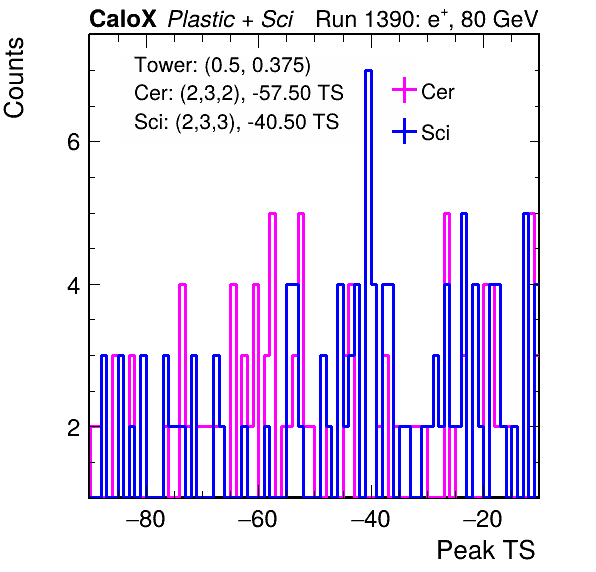 CaloX Plastic + Sci Run 1390: e⁺, 80 GeV
Counts
Tower: (0.5, 0.375)
Cer: (2,3,2), -57.50 TS
Sci: (2,3,3), -40.50 TS
Cer
Sci
6
4
2
−80 −60 −40 −20
Peak TS